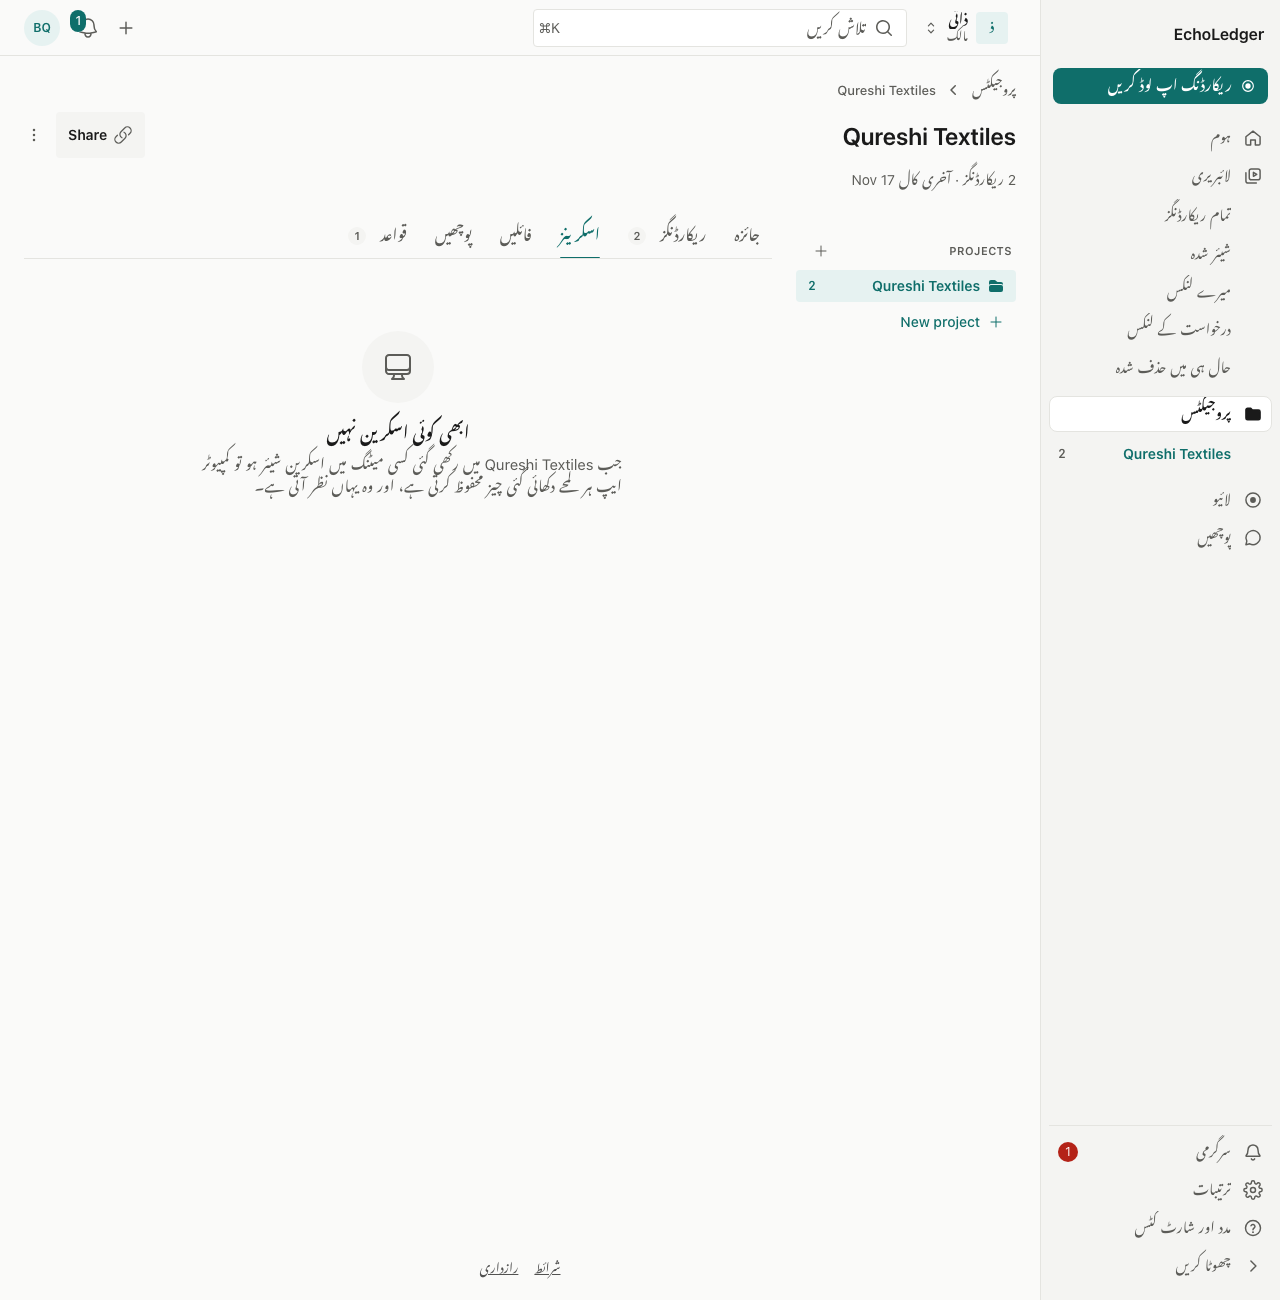 EchoLedger
ریکارڈنگ اپ لوڈ کریں
ہوم
لائبریری
تمام ریکارڈنگز
شیئر شدہ
میرے لنکس
درخواست کے لنکس
حال ہی میں حذف شدہ
پروجیکٹس
Qureshi Textiles 2
لائیو
پوچھیں
سرگرمی 1
ترتیبات
مدد اور شارٹ کٹس
چھوٹا کریں
ذ
ذاتی
مالک
تلاش کریں ⌘K
1
BQ
پروجیکٹس
Qureshi Textiles
Qureshi Textiles
2 ریکارڈنگز · آخری کال Nov 17
Share
PROJECTS
Qureshi Textiles 2
New project
جائزہ ریکارڈنگز 2 اسکرینز فائلیں پوچھیں قواعد 1
ابھی کوئی اسکرین نہیں
جب Qureshi Textiles میں رکھی گئی کسی میٹنگ میں اسکرین شیئر ہو تو کمپیوٹر
ایپ ہر لمحے دکھائی گئی چیز محفوظ کرتی ہے، اور وہ یہاں نظر آتی ہے۔
شرائط رازداری